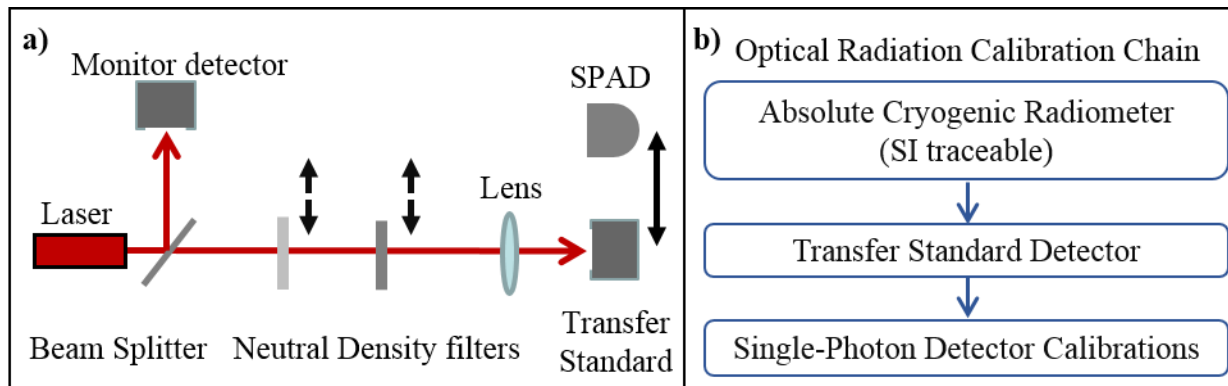 a)
Monitor detector
SPAD
Laser
Lens
Beam Splitter
Neutral Density filters
Transfer
Standard
b)
Optical Radiation Calibration Chain
Absolute Cryogenic Radiometer
(SI traceable)
Transfer Standard Detector
Single-Photon Detector Calibrations